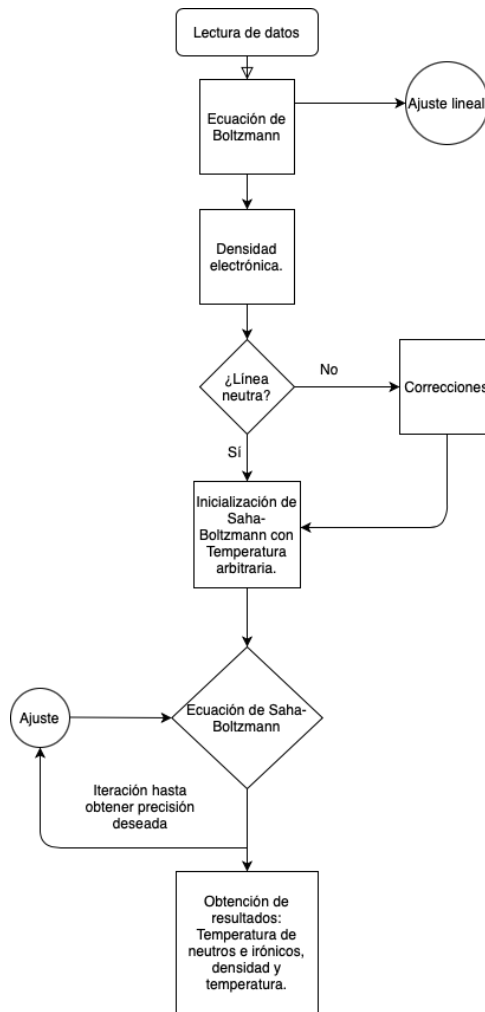 Lectura de datos
Ecuación de
Boltzmann
Ajuste lineal
Densidad
electrónica.
¿Línea
neutra?
No
Correcciones
Sí
Inicialización de
Saha-
Boltzmann con
Temperatura
arbitraria.
Ecuación de Saha-
Boltzmann
Ajuste
Iteración hasta
obtener precisión
deseada
Obtención de
resultados:
Temperatura de
neutros e irónicos,
densidad y
temperatura.